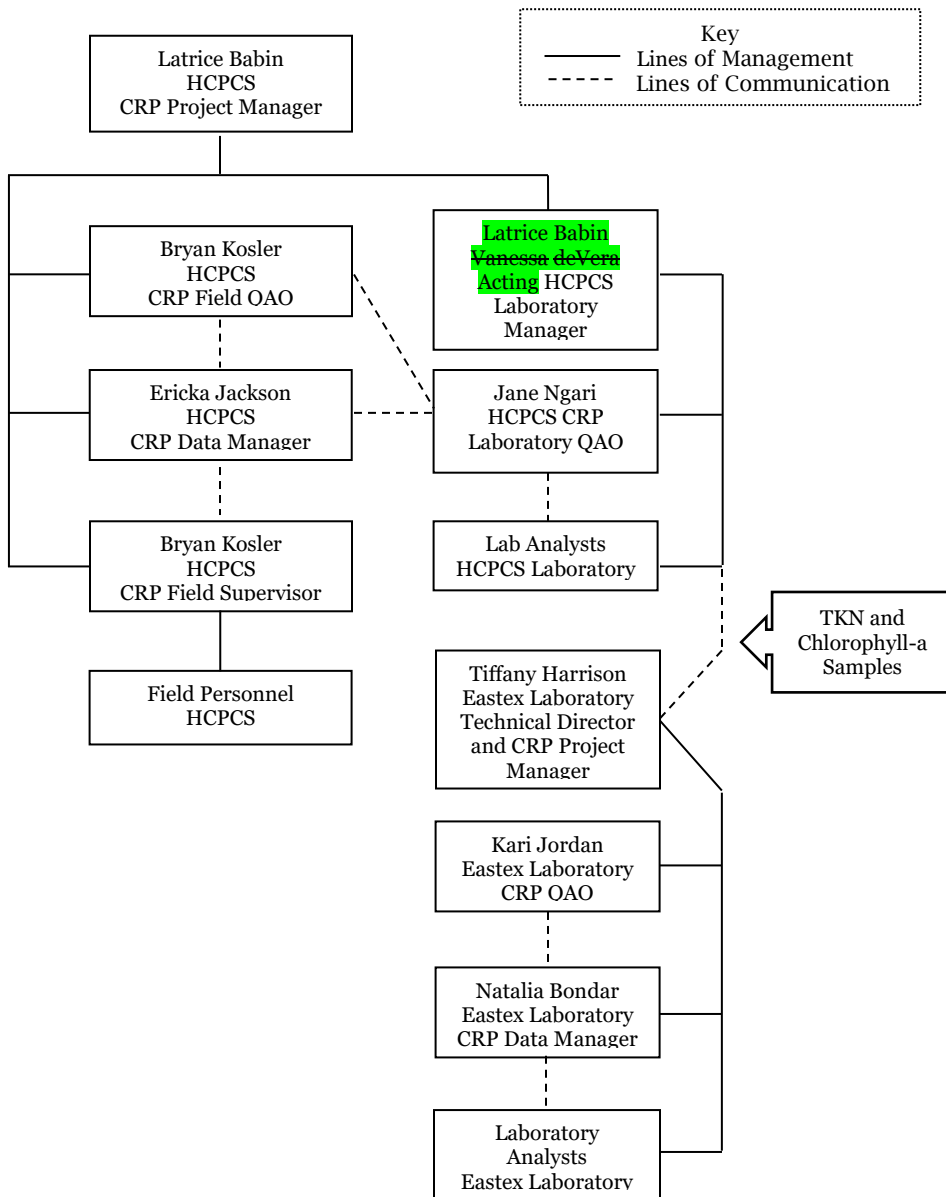 Key
Lines of Management
Lines of Communication
Latrice Babin
HCPCS
CRP Project Manager
Bryan Kosler
HCPCS
CRP Field QAO
Latrice Babin
Vanessa deVera
Acting HCPCS
Laboratory
Manager
Ericka Jackson
HCPCS
CRP Data Manager
Jane Ngari
HCPCS CRP
Laboratory QAO
Bryan Kosler
HCPCS
CRP Field Supervisor
Lab Analysts
HCPCS Laboratory
TKN and
Chlorophyll-a
Samples
Field Personnel
HCPCS
Tiffany Harrison
Eastex Laboratory
Technical Director
and CRP Project
Manager
Kari Jordan
Eastex Laboratory
CRP QAO
Natalia Bondar
Eastex Laboratory
CRP Data Manager
Laboratory
Analysts
Eastex Laboratory